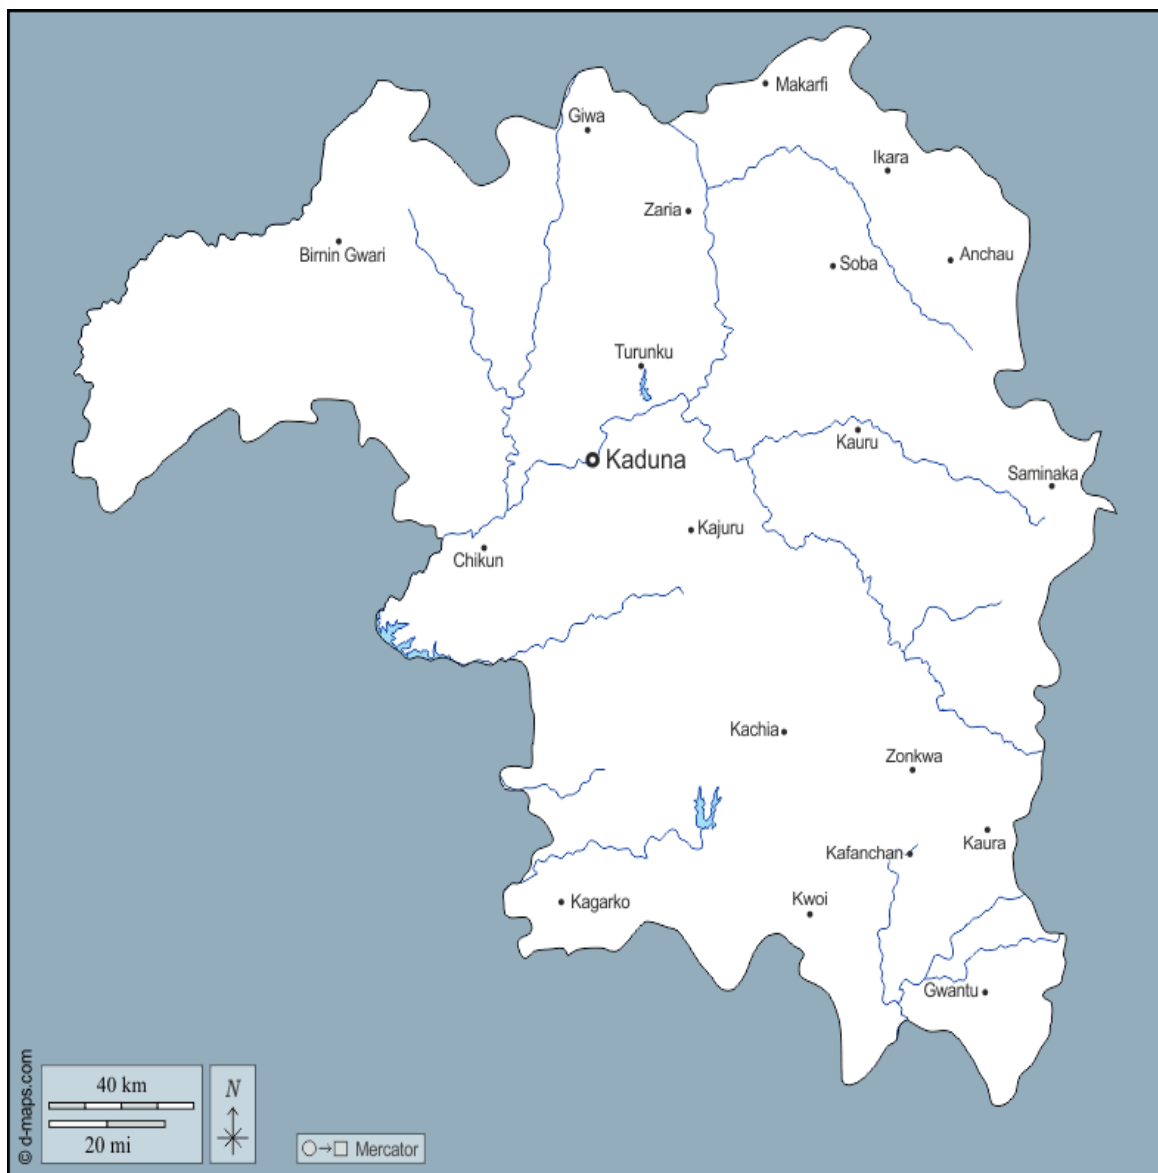 Makarfi
Giwa
Ikara
Zaria
Birnin Gwari
Soba
Anchau
Turunku
Kauru
Kaduna
Saminaka
Kajuru
Chikun
Kachia
Zonkwa
Kaura
Kafanchan
Kagarko
Kwoi
Gwantu
© d-maps.com
40 km
20 mi
N
Mercator